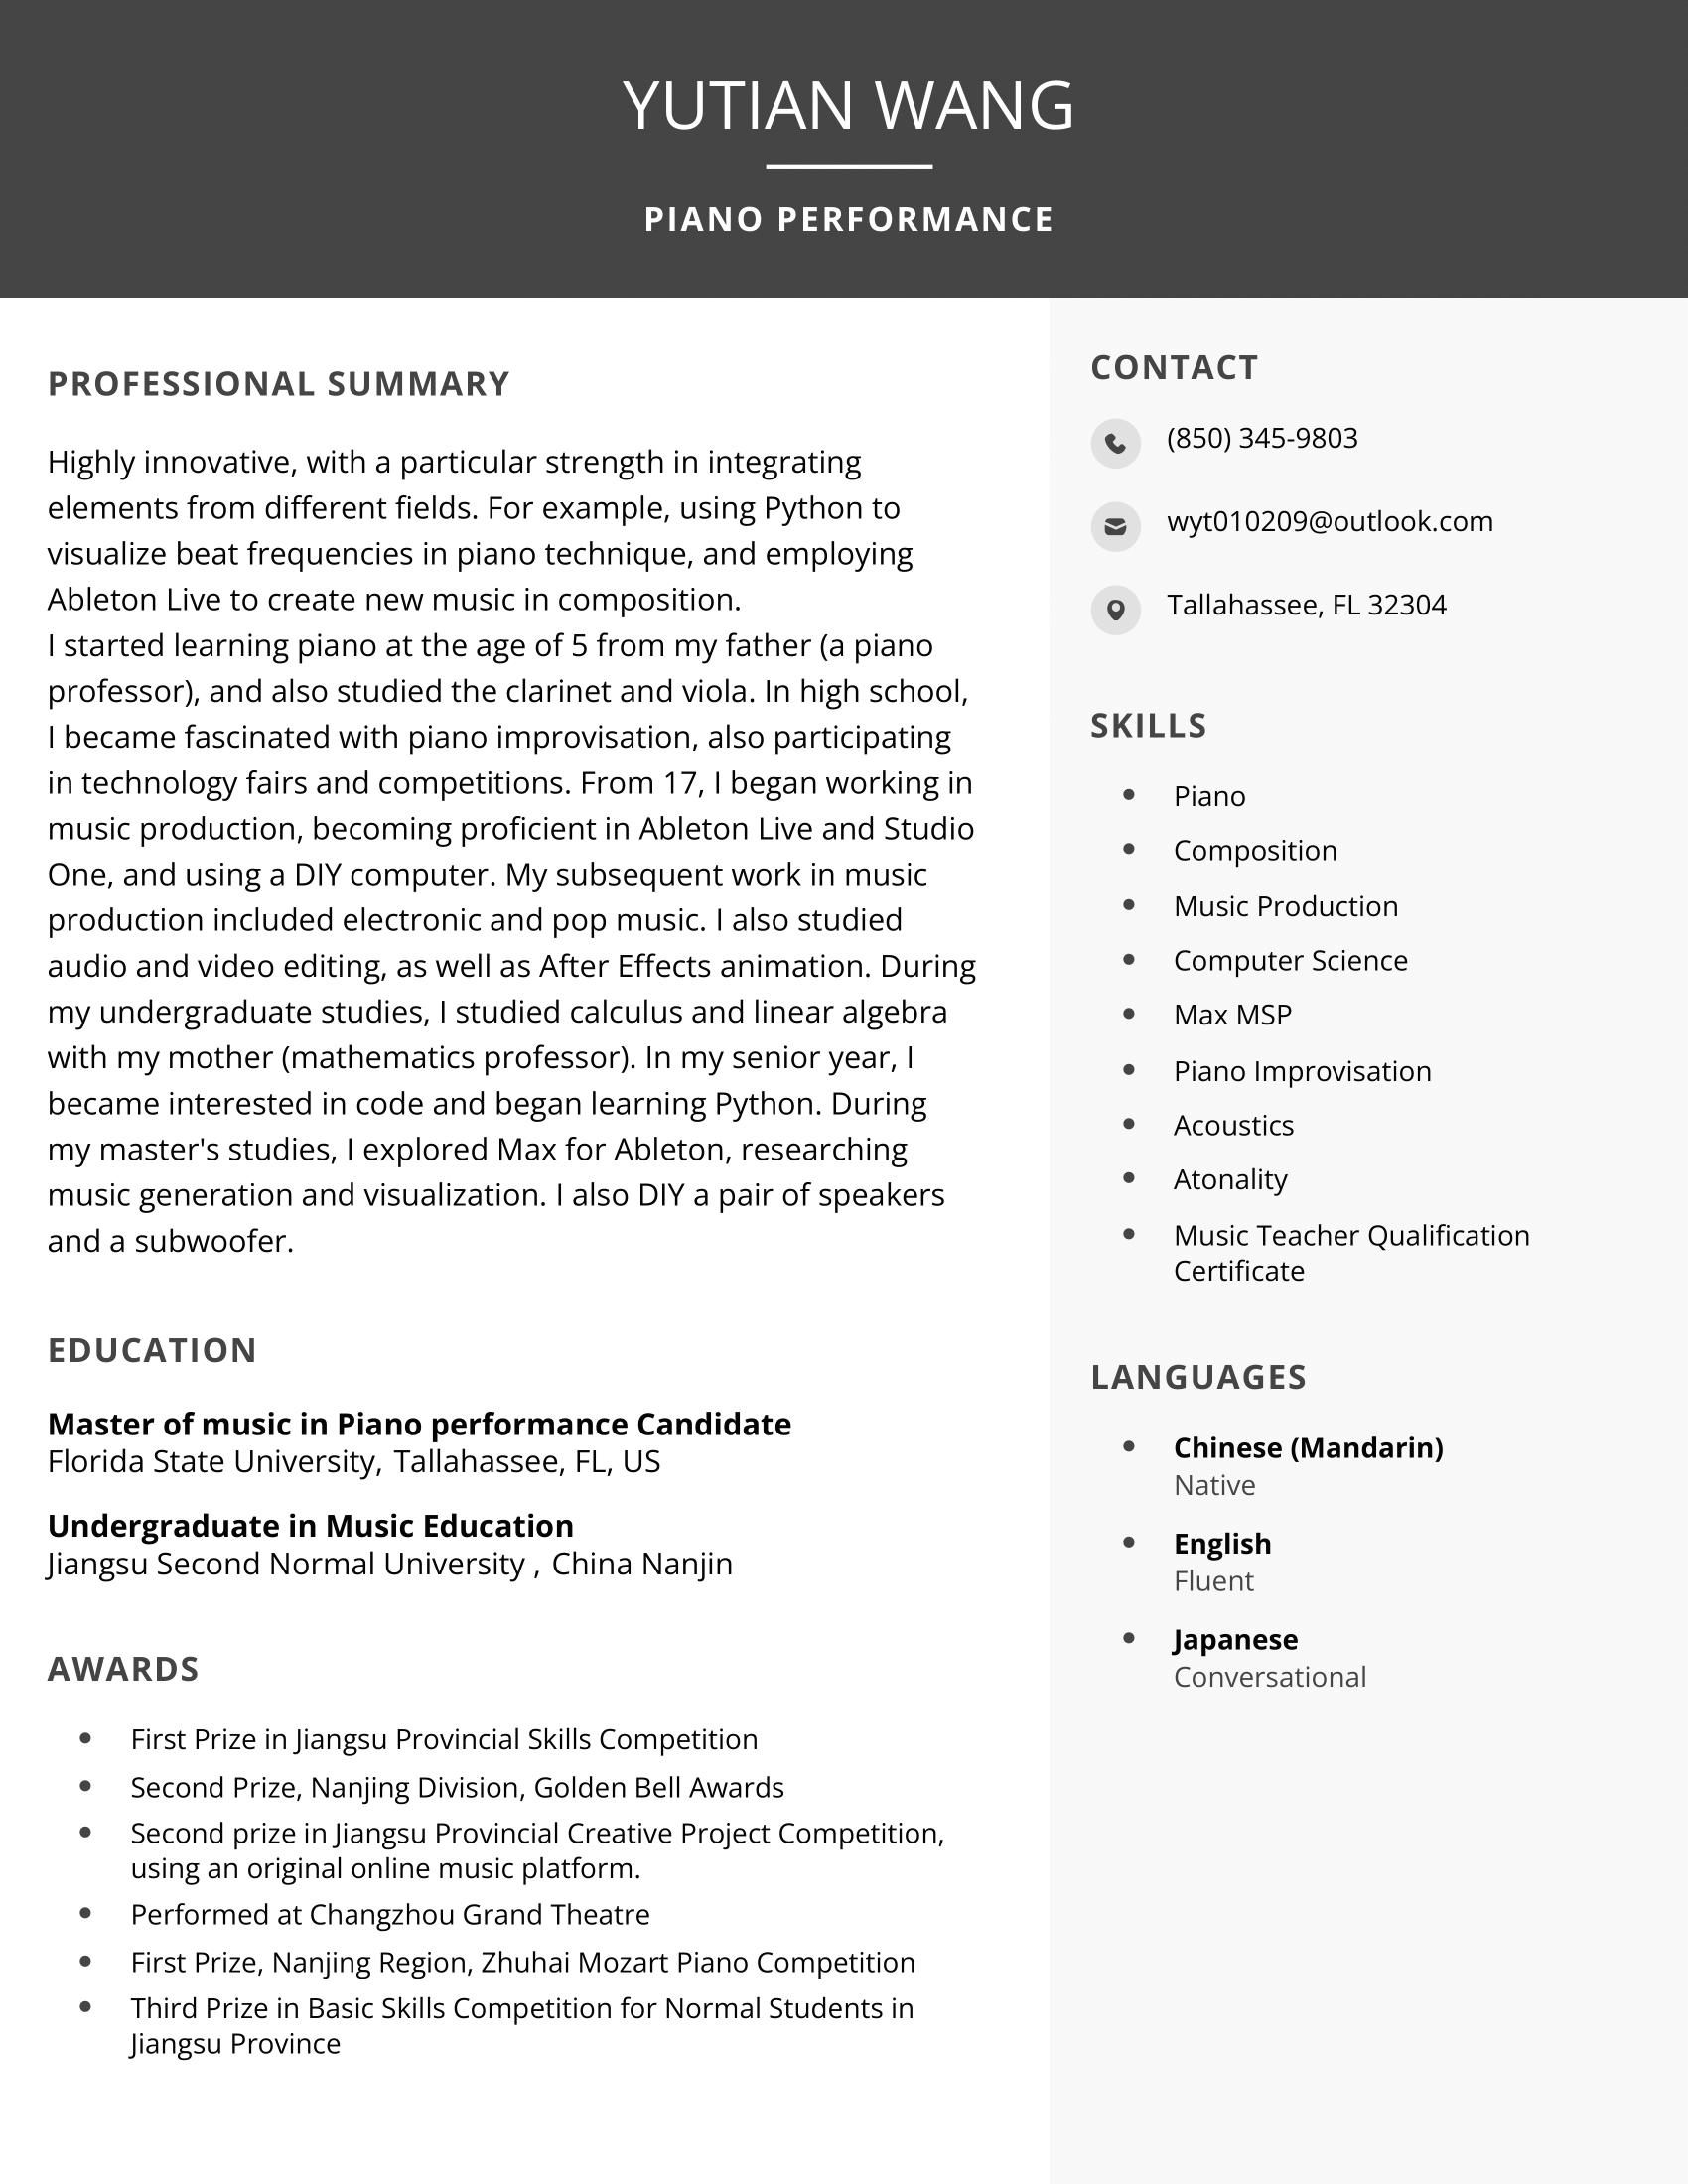 YUTIAN WANG
PIANO PERFORMANCE
PROFESSIONAL SUMMARY
Highly innovative, with a particular strength in integrating
elements from different fields. For example, using Python to
visualize beat frequencies in piano technique, and employing
Ableton Live to create new music in composition.
I started learning piano at the age of 5 from my father (a piano
professor), and also studied the clarinet and viola. In high school,
I became fascinated with piano improvisation, also participating
in technology fairs and competitions. From 17, I began working in
music production, becoming proficient in Ableton Live and Studio
One, and using a DIY computer. My subsequent work in music
production included electronic and pop music. I also studied
audio and video editing, as well as After Effects animation. During
my undergraduate studies, I studied calculus and linear algebra
with my mother (mathematics professor). In my senior year, I
became interested in code and began learning Python. During
my master's studies, I explored Max for Ableton, researching
music generation and visualization. I also DIY a pair of speakers
and a subwoofer.
EDUCATION
Master of music in Piano performance Candidate
Florida State University, Tallahassee, FL, US
Undergraduate in Music Education
Jiangsu Second Normal University , China Nanjin
AWARDS
• First Prize in Jiangsu Provincial Skills Competition
• Second Prize, Nanjing Division, Golden Bell Awards
• Second prize in Jiangsu Provincial Creative Project Competition,
using an original online music platform.
• Performed at Changzhou Grand Theatre
• First Prize, Nanjing Region, Zhuhai Mozart Piano Competition
• Third Prize in Basic Skills Competition for Normal Students in
Jiangsu Province
CONTACT
(850) 345-9803
wyt010209@outlook.com
Tallahassee, FL 32304
SKILLS
• Piano
• Composition
• Music Production
• Computer Science
• Max MSP
• Piano Improvisation
• Acoustics
• Atonality
• Music Teacher Qualification
Certificate
LANGUAGES
• Chinese (Mandarin)
Native
• English
Fluent
• Japanese
Conversational